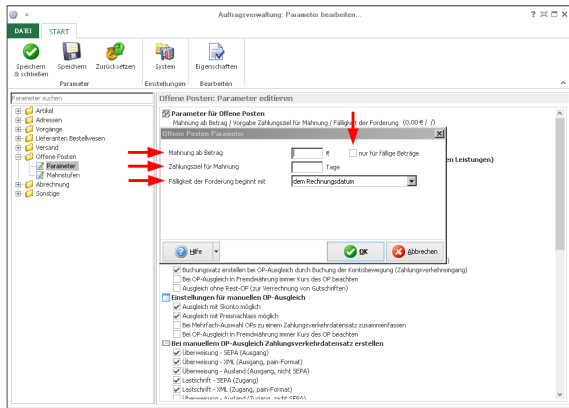 Auftragsverwaltung: Parameter bearbeiten...
DATEI START
Speichern & schließen
Speichern
Zurücksetzen
System
Eigenschaften
Parameter
Einstellungen
Bearbeiten
Parameter suchen
Artikel
Adressen
Vorgänge
Lieferanten Bestellwesen
Versand
Offene Posten
Parameter
Mahnstufen
Abrechnung
Sonstige
Offene Posten: Parameter editieren
Parameter für Offene Posten
Mahnung ab Betrag / Vorgabe Zahlungsziel für Mahnung / Fälligkeit der Forderung (0,00 € / /)
Offene Posten Parameter
Mahnung ab Betrag € nur für fällige Beträge
Zahlungsziel für Mahnung Tage
Fälligkeit der Forderung beginnt mit dem Rechnungsdatum
en Leistungen)
Hilfe
OK
Abbrechen
)
Buchungssatz erstellen bei OP-Ausgleich durch Buchung der Kontobewegung (Zahlungsverkehreingang)
Bei OP-Ausgleich in Fremdwährung immer Kurs des OP beachten
Ausgleich ohne Rest-OP (zur Verrechnung von Gutschriften)
Einstellungen für manuellen OP-Ausgleich
Ausgleich mit Skonto möglich
Ausgleich mit Preisnachlass möglich
Bei Mehrfach-Auswahl OPs zu einem Zahlungsverkehrdatensatz zusammenfassen
Bei OP-Ausgleich in Fremdwährung immer Kurs des OP beachten
Bei manuellem OP-Ausgleich Zahlungsverkehrdatensatz erstellen
Überweisung - SEPA (Ausgang)
Überweisung - XML (Ausgang, pain-Format)
Überweisung - Ausland (Ausgang, nicht SEPA)
Lastschrift - SEPA (Zugang)
Lastschrift - XML (Zugang, pain-Format)
Überweisung - Ausland (Zugang, nicht SEPA)